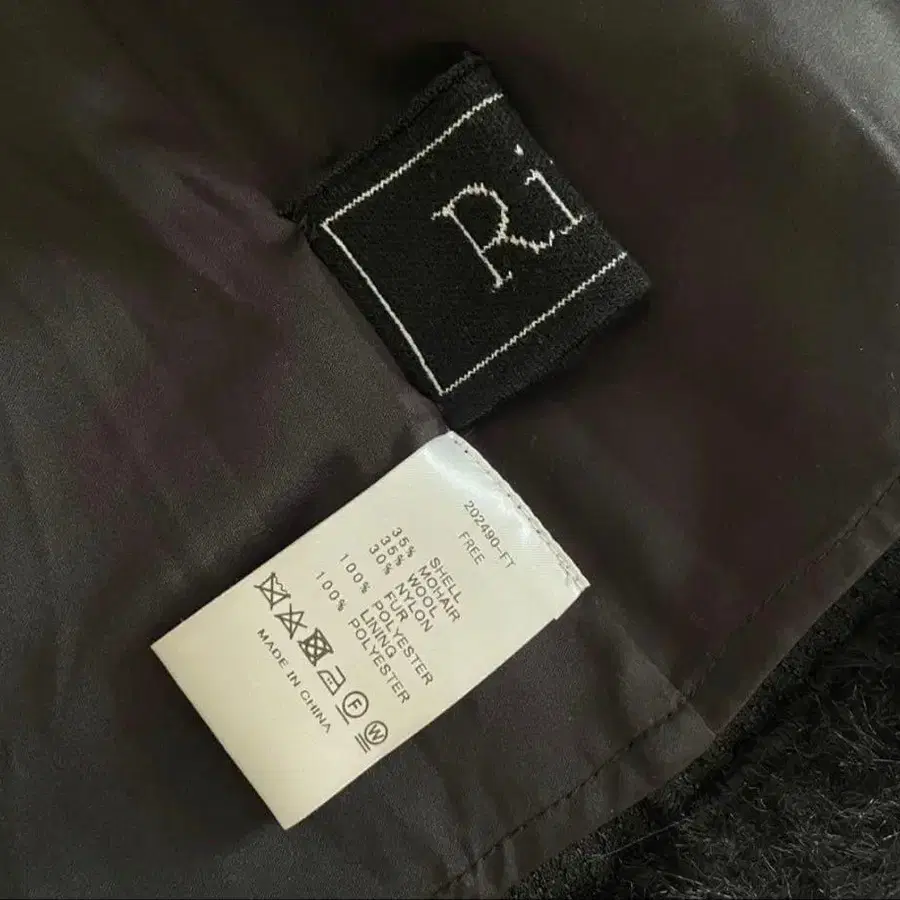 Ri
202490-FT
FREE
SHELL
35% MOHAIR
35% WOOL
30% NYLON
FUR
100% POLYESTER
LINING
100% POLYESTER
F
W
MADE IN CHINA